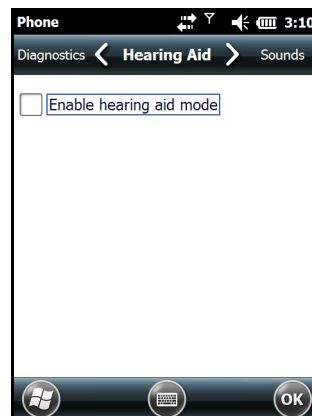 Phone 3:10
Diagnostics Hearing Aid Sounds
Enable hearing aid mode
OK